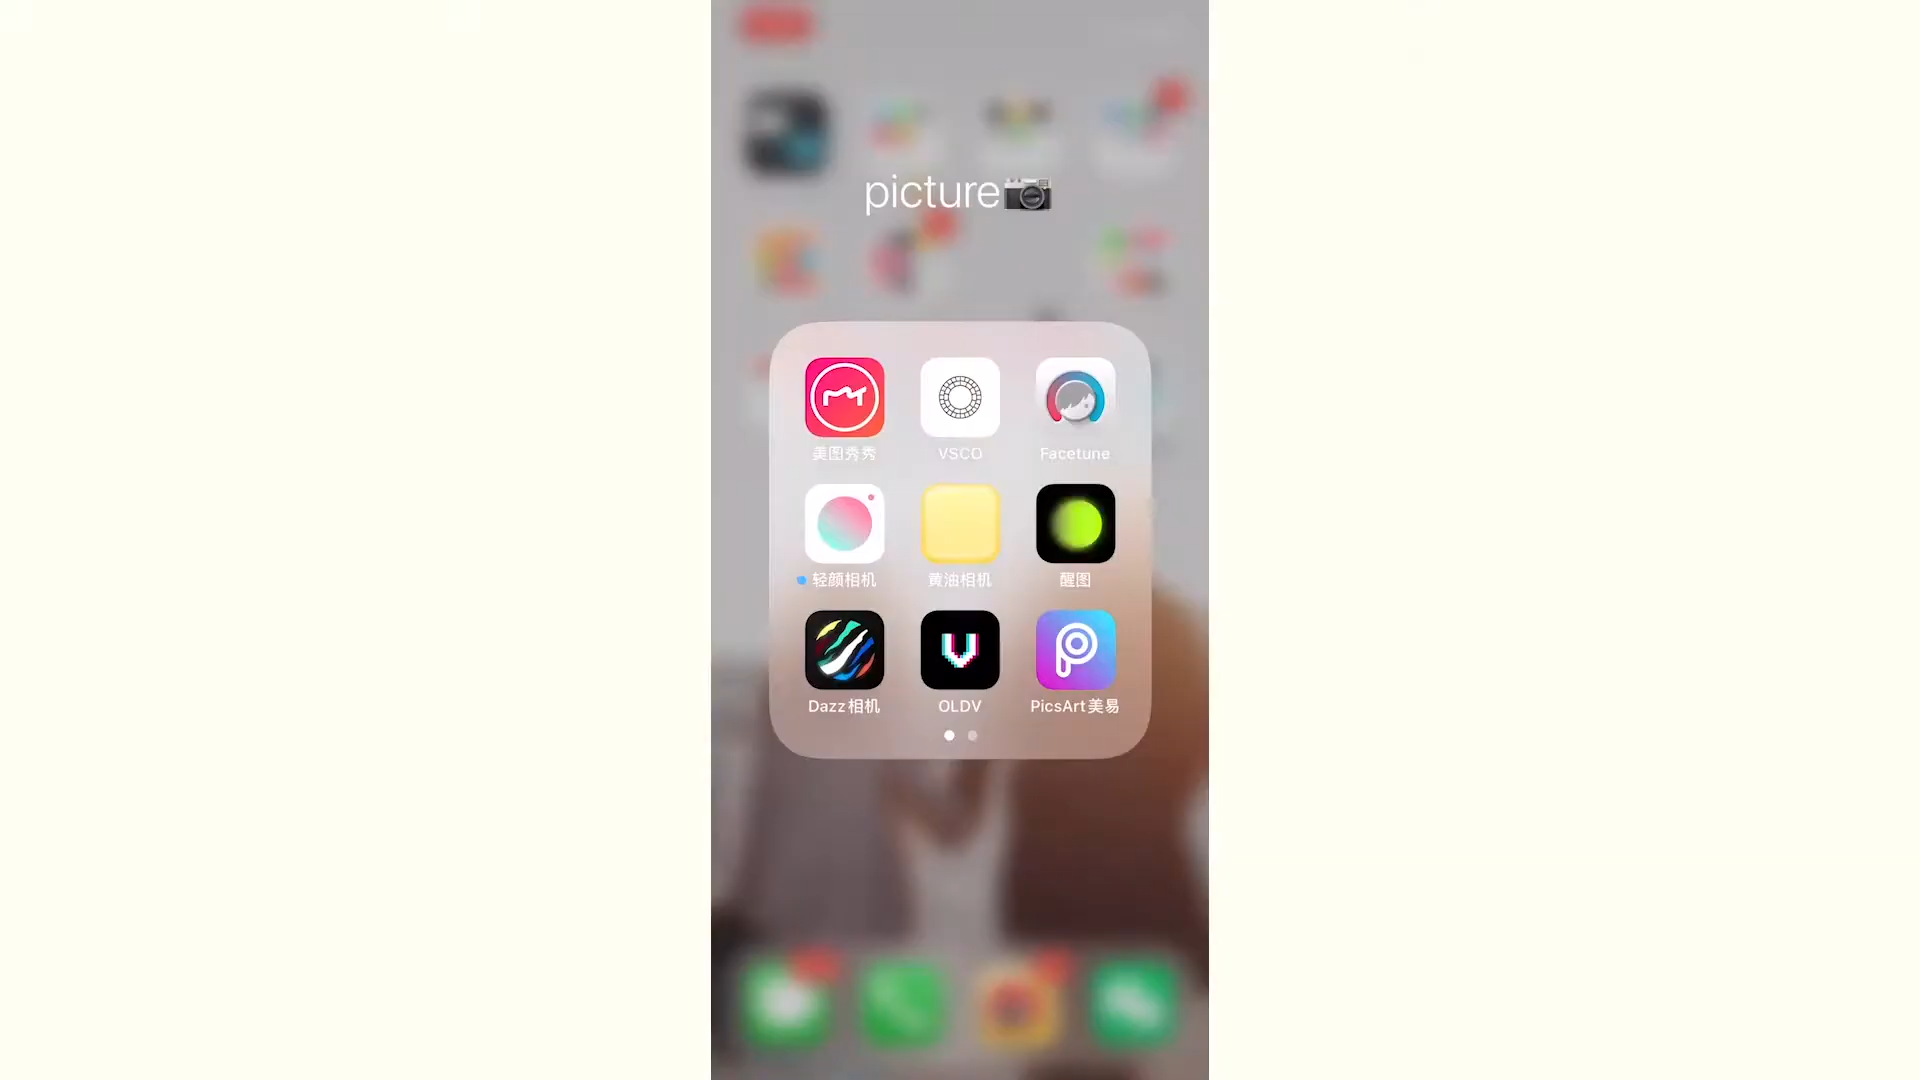 picture📷
美图秀秀
VSCO
Facetune
轻颜相机
黄油相机
醒图
Dazz相机
OLDV
PicsArt美易